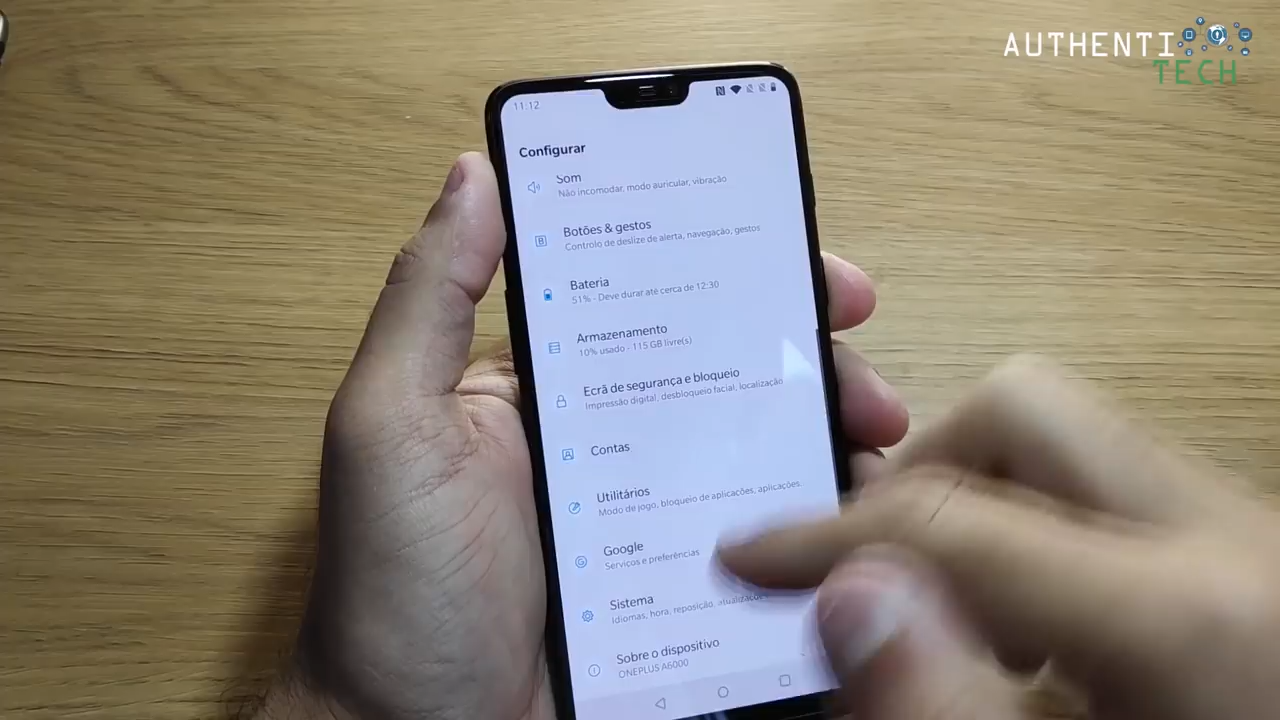 AUTHENTI
TECH
11:12
Configurar
Som
Não incomodar, modo auricular, vibração
Botões & gestos
Controlo de deslize de alerta, navegação, gestos
Bateria
51% - Deve durar até cerca de 12:30
Armazenamento
10% usado - 115 GB livre(s)
Ecrã de segurança e bloqueio
Impressão digital, desbloqueio facial, localização
Contas
Utilitários
Modo de jogo, bloqueio de aplicações, aplicações.
Google
Serviços e preferências
Sistema
Idiomas, hora, reposição, atualizações
Sobre o dispositivo
ONEPLUS A6000